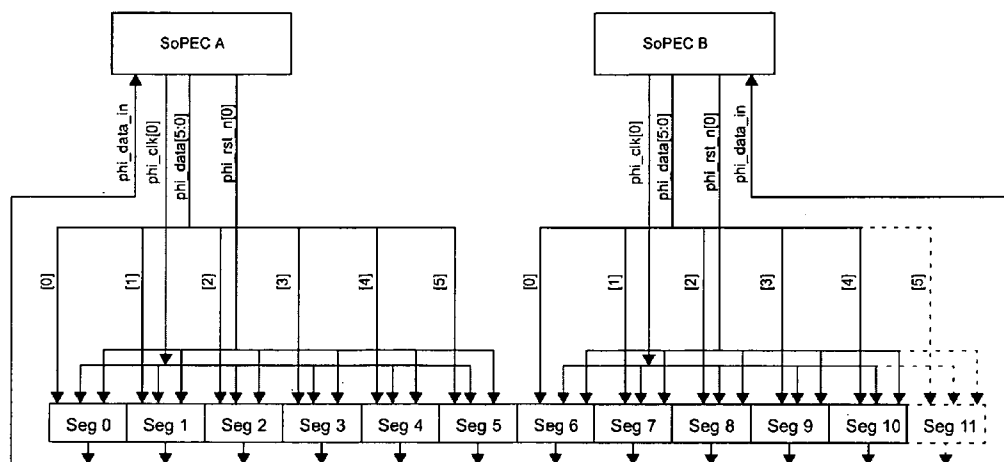 SoPEC A
SoPEC B
phi_data_in
phi_clk[0]
phi_data[5:0]
phi_rst_n[0]
phi_clk[0]
phi_data[5:0]
phi_rst_n[0]
phi_data_in
[0]
[1]
[2]
[3]
[4]
[5]
[0]
[1]
[2]
[3]
[4]
[5]
Seg 0
Seg 1
Seg 2
Seg 3
Seg 4
Seg 5
Seg 6
Seg 7
Seg 8
Seg 9
Seg 10
Seg 11